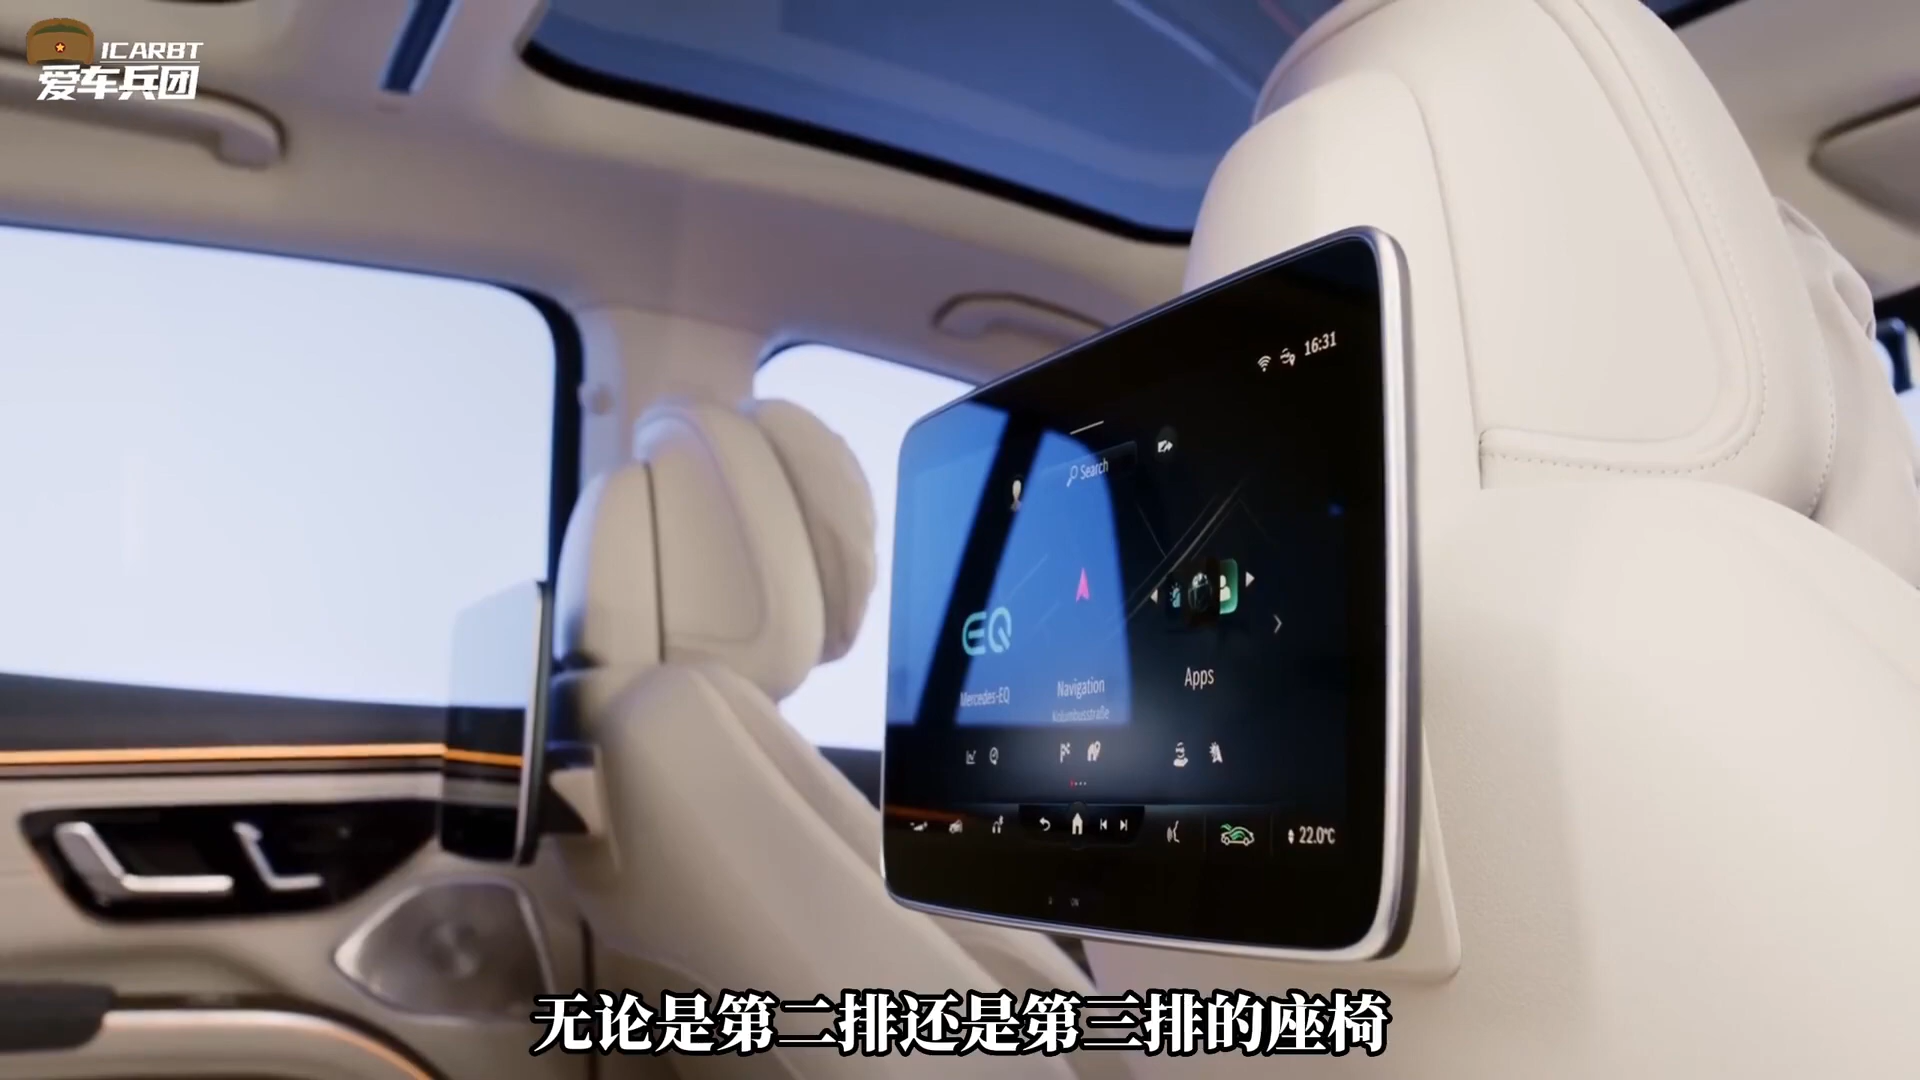 ICARBT
爱车兵团
16:31
Search
EQ
Mercedes-EQ
Navigation
Kolumbusstraße
Apps
22.0°C
无论是第二排还是第三排的座椅